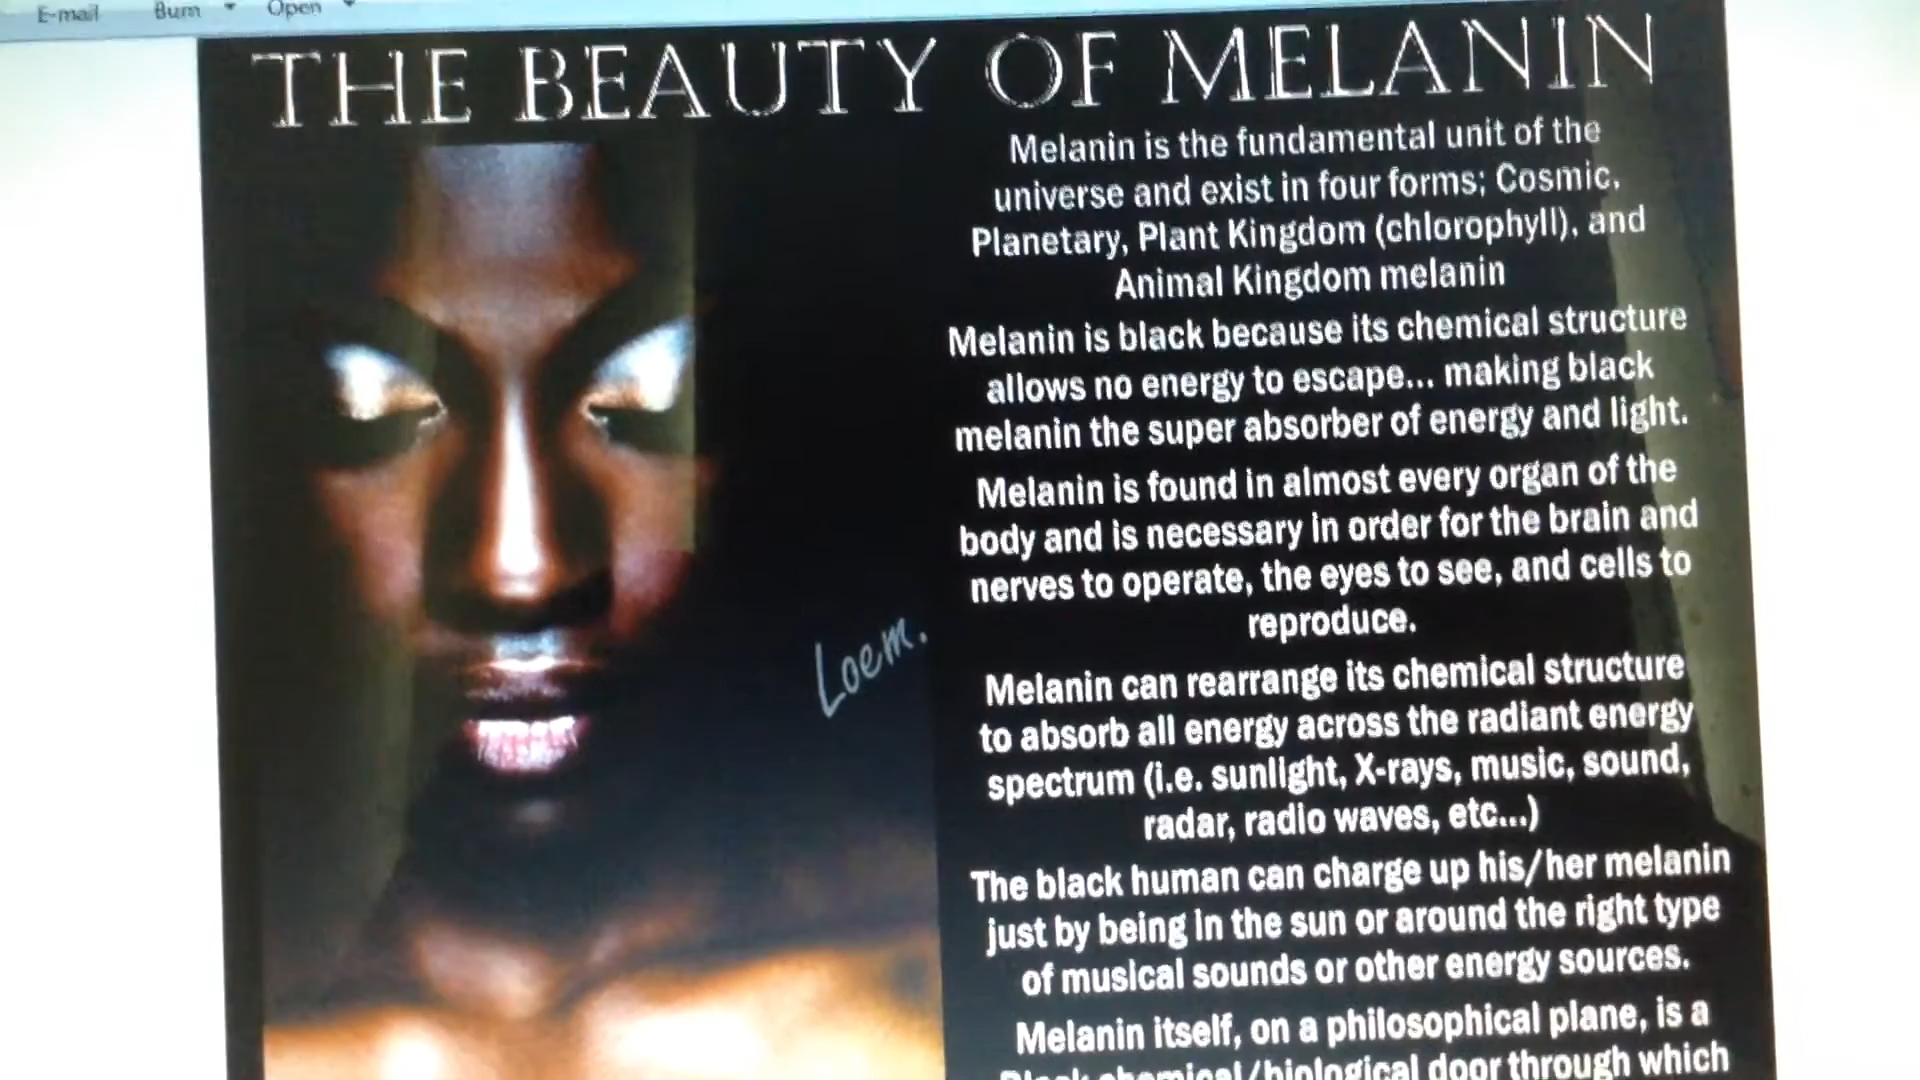 E-mail Burn Open
THE BEAUTY OF MELANIN
Melanin is the fundamental unit of the
universe and exist in four forms; Cosmic,
Planetary, Plant Kingdom (chlorophyll), and
Animal Kingdom melanin
Melanin is black because its chemical structure
allows no energy to escape... making black
melanin the super absorber of energy and light.
Melanin is found in almost every organ of the
body and is necessary in order for the brain and
nerves to operate, the eyes to see, and cells to
reproduce.
Loem.
Melanin can rearrange its chemical structure
to absorb all energy across the radiant energy
spectrum (i.e. sunlight, X-rays, music, sound,
radar, radio waves, etc...)
The black human can charge up his/her melanin
just by being in the sun or around the right type
of musical sounds or other energy sources.
Melanin itself, on a philosophical plane, is a
Black chemical/biological door through which